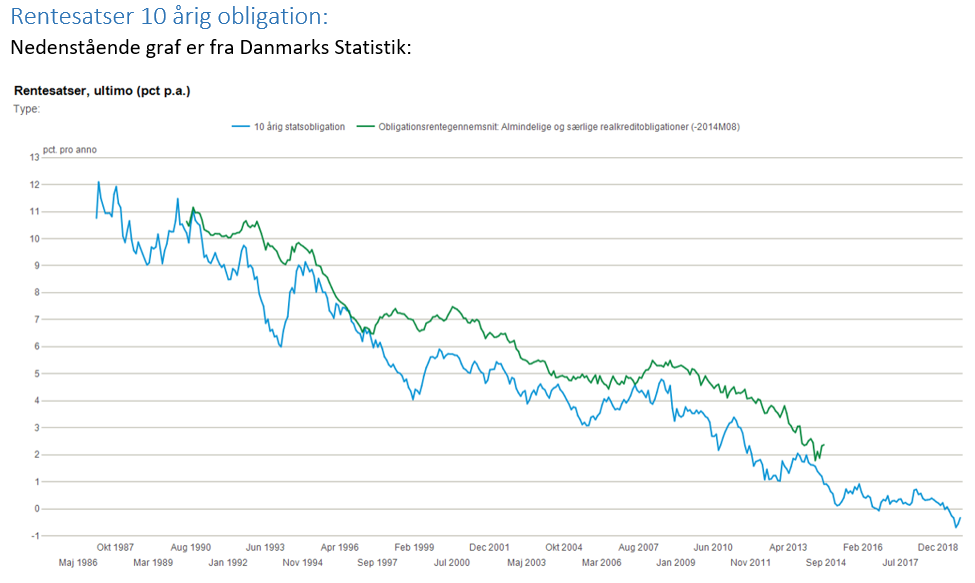 Rentesatser 10 årig obligation:
Nedenstående graf er fra Danmarks Statistik:
Rentesatser, ultimo (pct p.a.)
Type:
10 årig statsobligation
Obligationsrentegennemsnit: Almindelige og særlige realkreditobligationer (-2014M08)
pct. pro anno
13
12
11
10
9
8
7
6
5
4
3
2
1
0
-1
Okt 1987 Aug 1990 Jun 1993 Apr 1996 Feb 1999 Dec 2001 Okt 2004 Aug 2007 Jun 2010 Apr 2013 Feb 2016 Dec 2018
Maj 1986 Mar 1989 Jan 1992 Nov 1994 Sep 1997 Jul 2000 Maj 2003 Mar 2006 Jan 2009 Sep 2014 Jul 2017